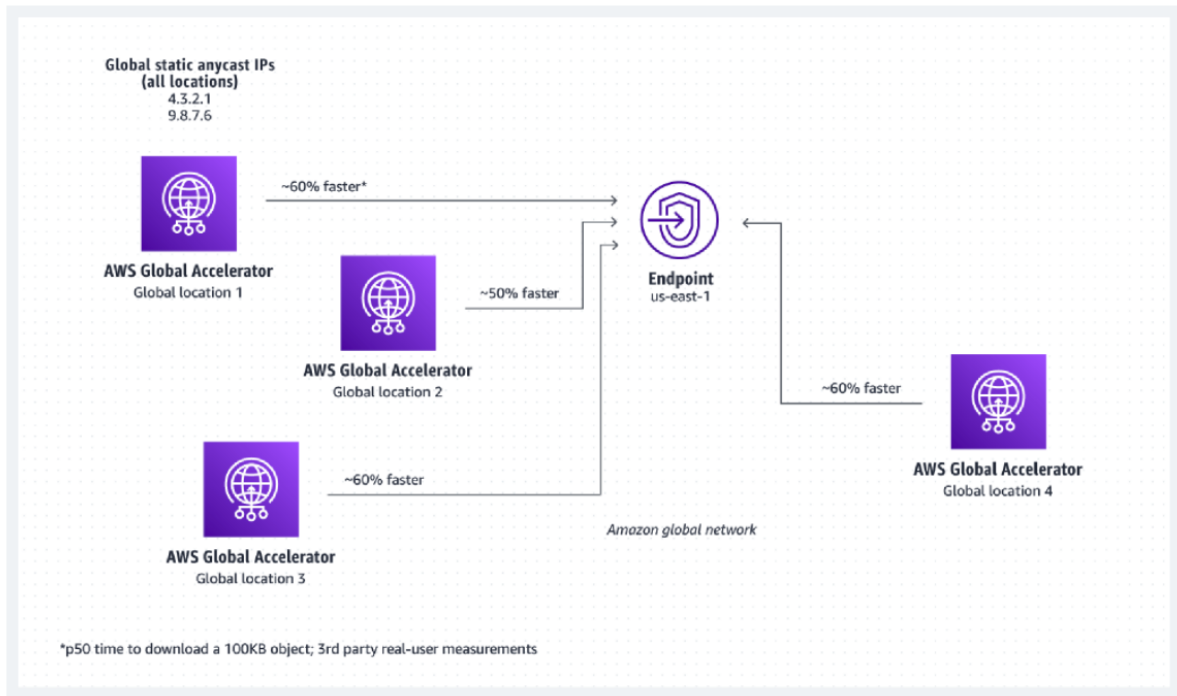 Global static anycast IPs
(all locations)
4.3.2.1
9.8.7.6
~60% faster*
AWS Global Accelerator
Global location 1
~50% faster
AWS Global Accelerator
Global location 2
Endpoint
us-east-1
~60% faster
AWS Global Accelerator
Global location 4
~60% faster
AWS Global Accelerator
Global location 3
Amazon global network
*p50 time to download a 100KB object; 3rd party real-user measurements